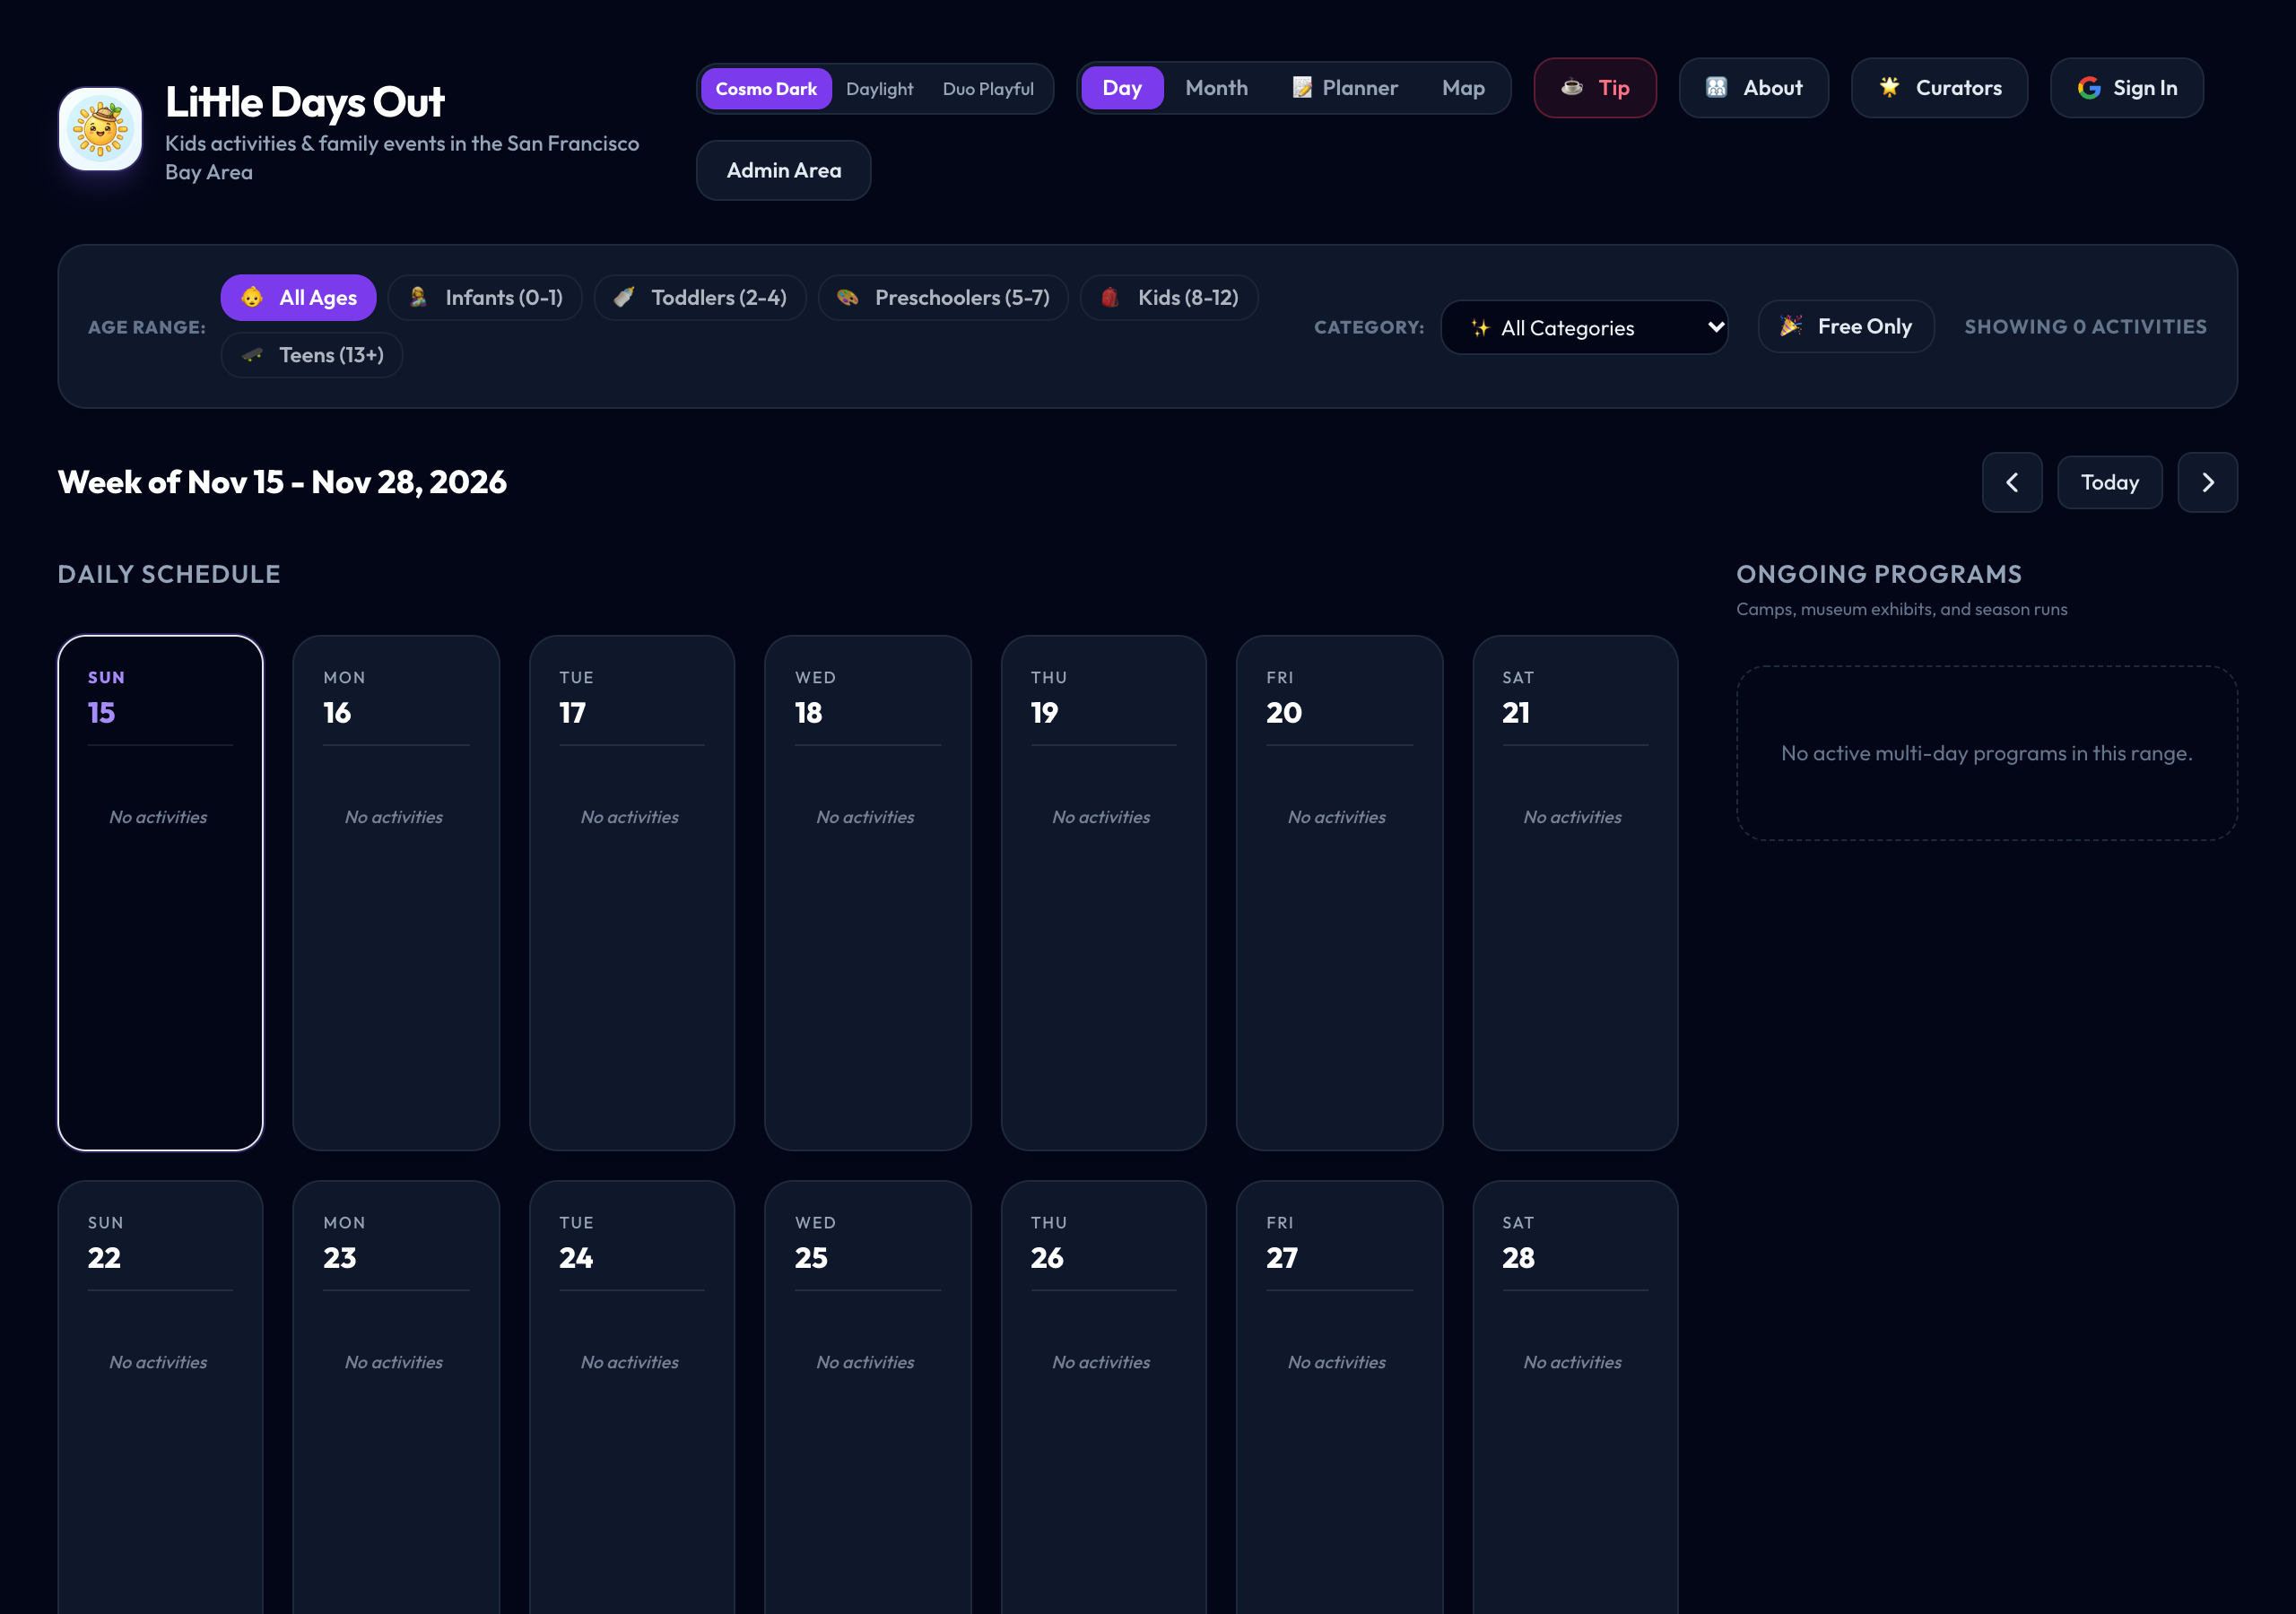 Little Days Out
Kids activities & family events in the San Francisco
Bay Area
Cosmo Dark Daylight Duo Playful
Day Month Planner Map
Tip
About
Curators
Sign In
Admin Area
AGE RANGE:
All Ages Infants (0-1) Toddlers (2-4) Preschoolers (5-7) Kids (8-12)
Teens (13+)
CATEGORY:
All Categories
Free Only
SHOWING 0 ACTIVITIES
Week of Nov 15 - Nov 28, 2026
Today
DAILY SCHEDULE
SUN MON TUE WED THU FRI SAT
15 16 17 18 19 20 21
No activities No activities No activities No activities No activities No activities No activities
SUN MON TUE WED THU FRI SAT
22 23 24 25 26 27 28
No activities No activities No activities No activities No activities No activities No activities
ONGOING PROGRAMS
Camps, museum exhibits, and season runs
No active multi-day programs in this range.